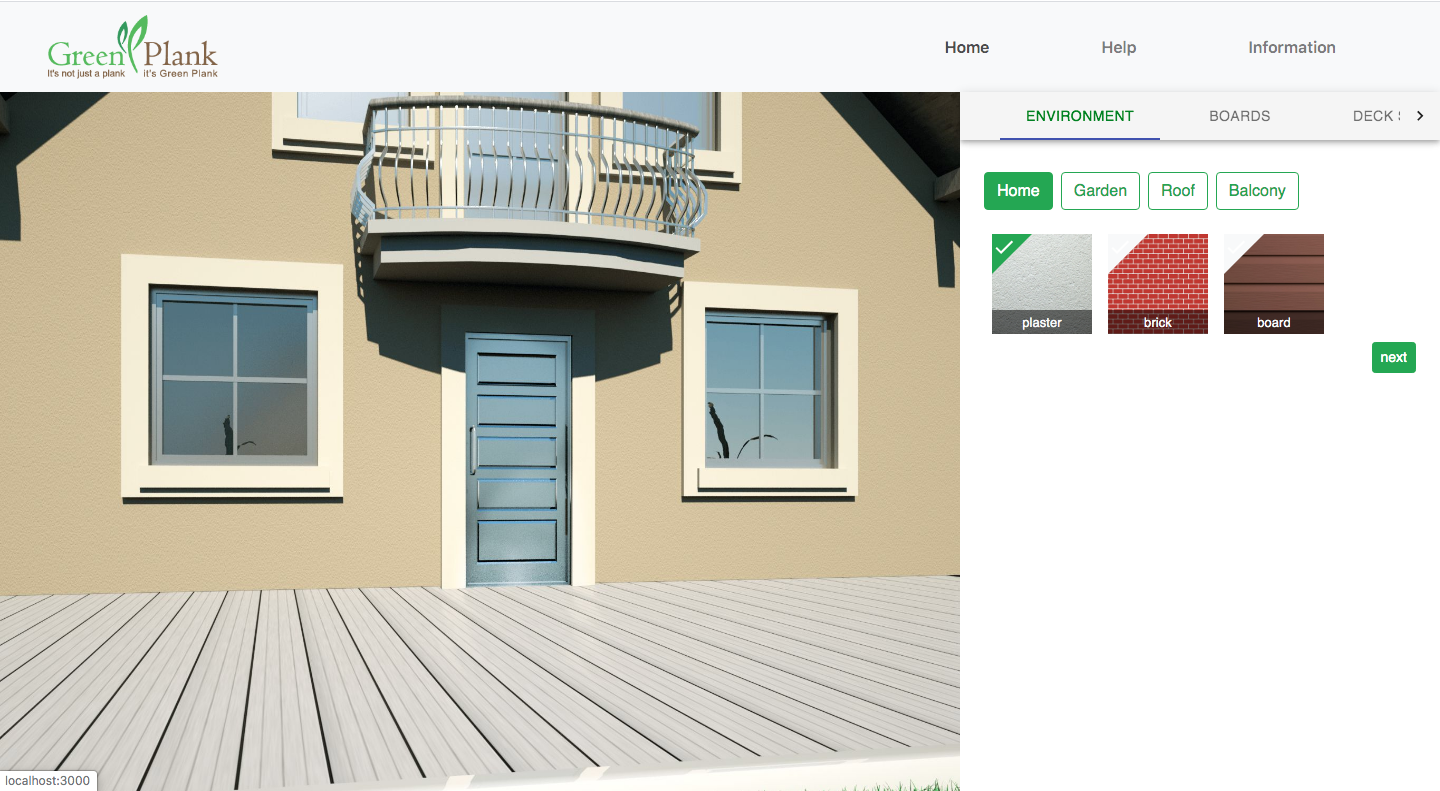 Green Plank
It's not just a plank it's Green Plank
Home Help Information
ENVIRONMENT BOARDS DECK
Home Garden Roof Balcony
plaster brick board
next
localhost:3000